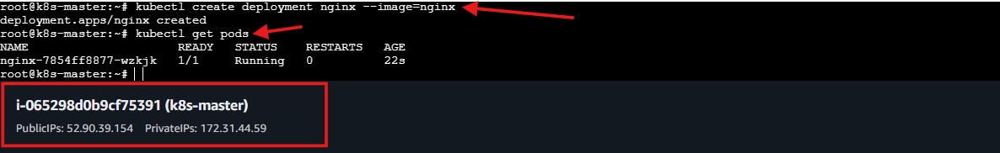 root@k8s-master:~# kubectl create deployment nginx --image=nginx
deployment.apps/nginx created
root@k8s-master:~# kubectl get pods
NAME READY STATUS RESTARTS AGE
nginx-7854ff8877-wzkjk 1/1 Running 0 22s
root@k8s-master:~#
i-065298d0b9cf75391 (k8s-master)
PublicIPs: 52.90.39.154 PrivateIPs: 172.31.44.59